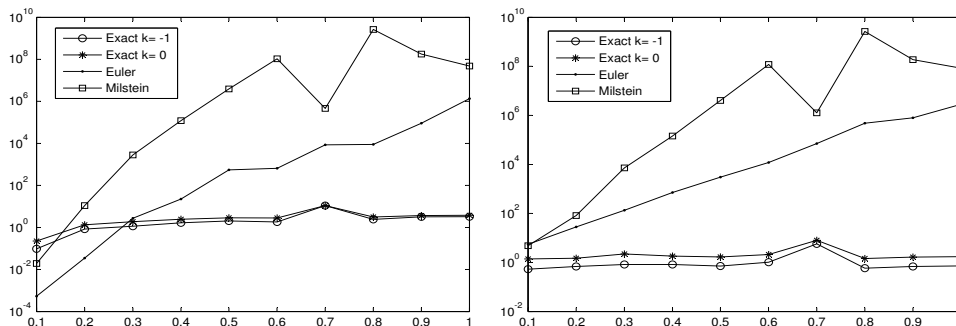 10^10
10^8
10^6
10^4
10^2
10^0
10^-2
10^-4
0.1 0.2 0.3 0.4 0.5 0.6 0.7 0.8 0.9 1
Exact k= -1
Exact k= 0
Euler
Milstein
10^10
10^8
10^6
10^4
10^2
10^0
10^-2
0.1 0.2 0.3 0.4 0.5 0.6 0.7 0.8 0.9
Exact k= -1
Exact k= 0
Euler
Milstein